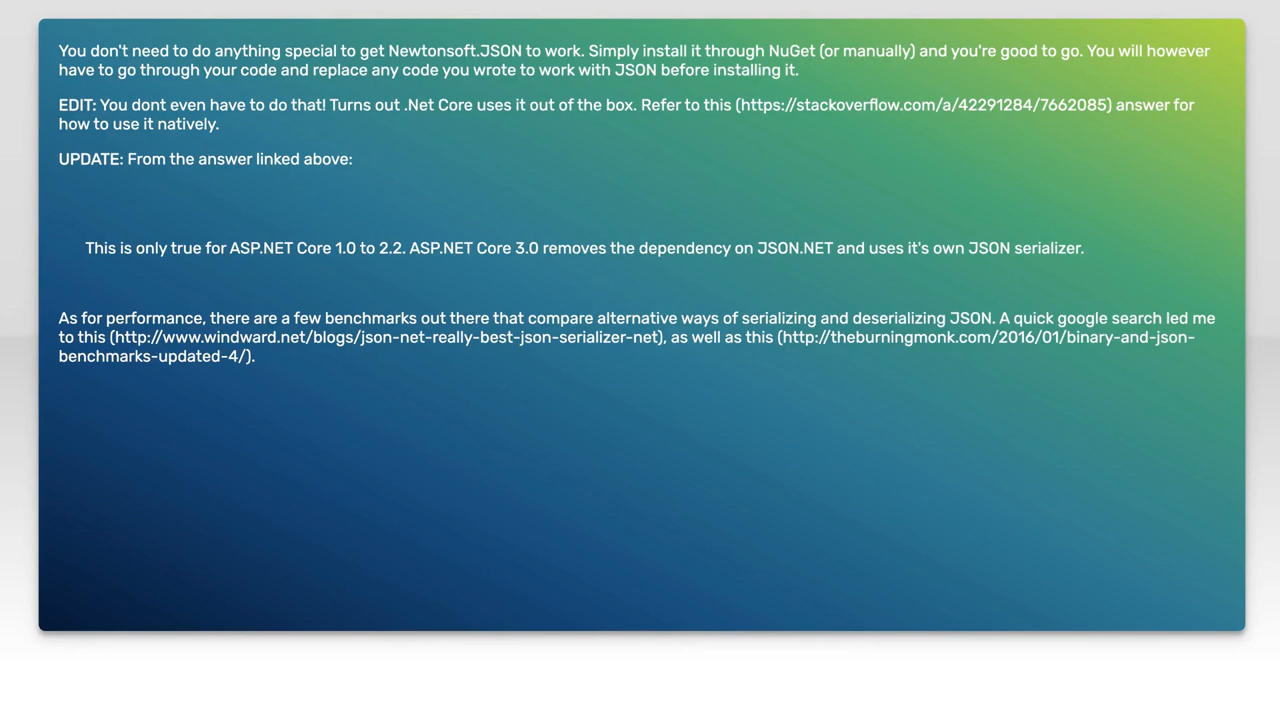 You don't need to do anything special to get Newtonsoft.JSON to work. Simply install it through NuGet (or manually) and you're good to go. You will however
have to go through your code and replace any code you wrote to work with JSON before installing it.
EDIT: You dont even have to do that! Turns out .Net Core uses it out of the box. Refer to this (https://stackoverflow.com/a/42291284/7662085) answer for
how to use it natively.
UPDATE: From the answer linked above:
This is only true for ASP.NET Core 1.0 to 2.2. ASP.NET Core 3.0 removes the dependency on JSON.NET and uses it's own JSON serializer.
As for performance, there are a few benchmarks out there that compare alternative ways of serializing and deserializing JSON. A quick google search led me
to this (http://www.windward.net/blogs/json-net-really-best-json-serializer-net), as well as this (http://theburningmonk.com/2016/01/binary-and-json-
benchmarks-updated-4/).